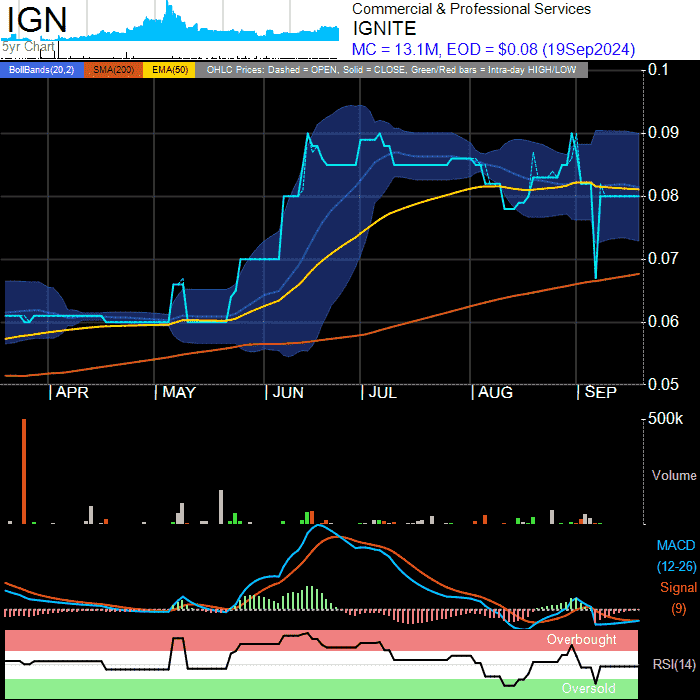 IGN
Commercial & Professional Services
IGNITE
5yr Chart
MC = 13.1M, EOD = $0.08 (19Sep2024)
BollBands(20,2) SMA(200) EMA(50) OHLC Prices: Dashed = OPEN, Solid = CLOSE, Green/Red bars = Intra-day HIGH/LOW
0.1
0.09
0.08
0.07
0.06
0.05
APR MAY JUN JUL AUG SEP
500k
Volume
MACD
(12-26)
Signal
(9)
Overbought
RSI(14)
Oversold